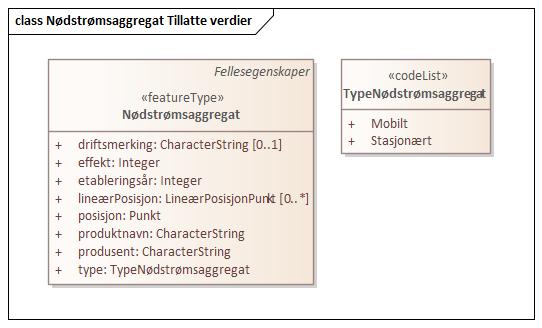 class Nødstrømsaggregat Tillatte verdier
Fellesegenskaper
«featureType»
Nødstrømsaggregat
+ driftsmerking: CharacterString [0..1]
+ effekt: Integer
+ etableringsår: Integer
+ lineærPosisjon: LineærPosisjonPunkt [0..*]
+ posisjon: Punkt
+ produktnavn: CharacterString
+ produsent: CharacterString
+ type: TypeNødstrømsaggregat
«codeList»
TypeNødstrømsaggregat
+ Mobilt
+ Stasjonært